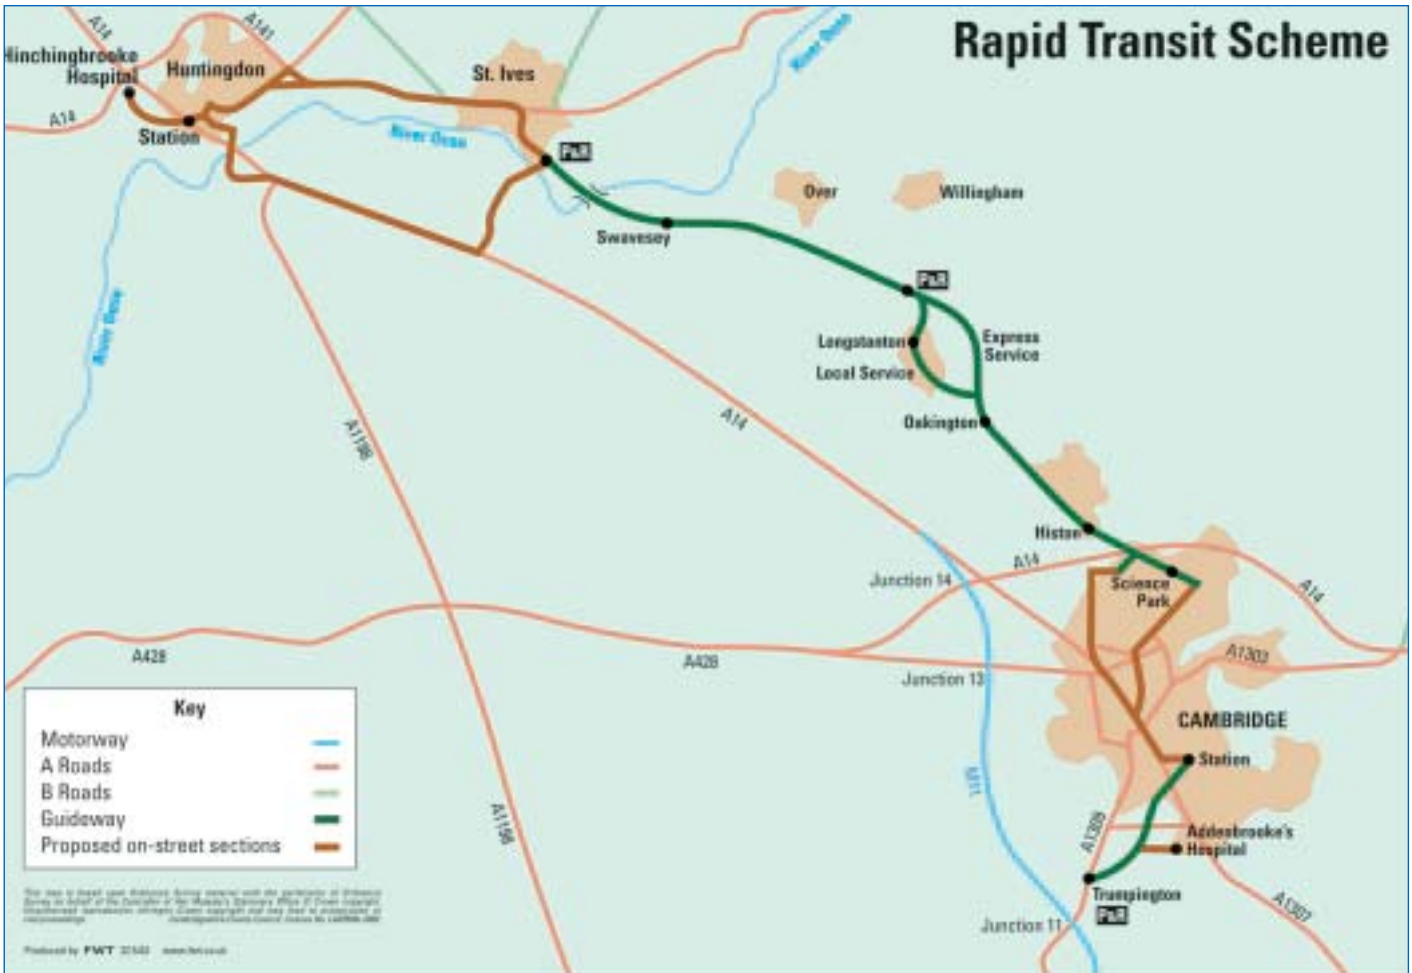 Rapid Transit Scheme
A14
A141
Hinchingbrooke
Hospital
Huntingdon
St. Ives
River Ouse
A14
Station
River Ouse
P&R
Over
Willingham
Swavesey
P&R
River Ouse
Longstanton
Express
Service
Local Service
A1198
A14
Oakington
Histon
Junction 14
A14
Science
Park
A14
A428
A428
A1303
Junction 13
Key
Motorway
A Roads
B Roads
Guideway
Proposed on-street sections
CAMBRIDGE
Station
M11
A1198
A1309
Addenbrooke's
Hospital
Trumpington
P&R
A1307
Junction 11
Produced by FWT